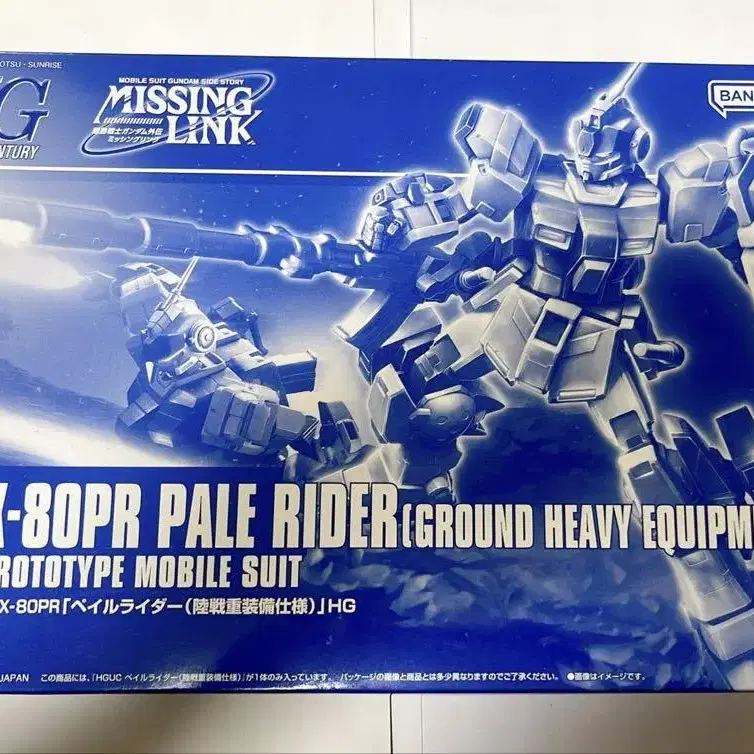 OTSU · SUNRISE
G
NTURY
MOBILE SUIT GUNDAM SIDE STORY
MISSING LINK
機動戦士ガンダム外伝
ミッシングリンク
BAN
X-80PR PALE RIDER(GROUND HEAVY EQUIPM
ROTOTYPE MOBILE SUIT
X-80PR「ペイルライダー(陸戦重装備仕様)」HG
JAPAN この商品には、「HGUC ペイルライダー(陸戦重装備仕様)」が1体のみ入っています。 パッケージの画像と商品とは多少異なりますのでご了承ください。 ●画像はイメージです。